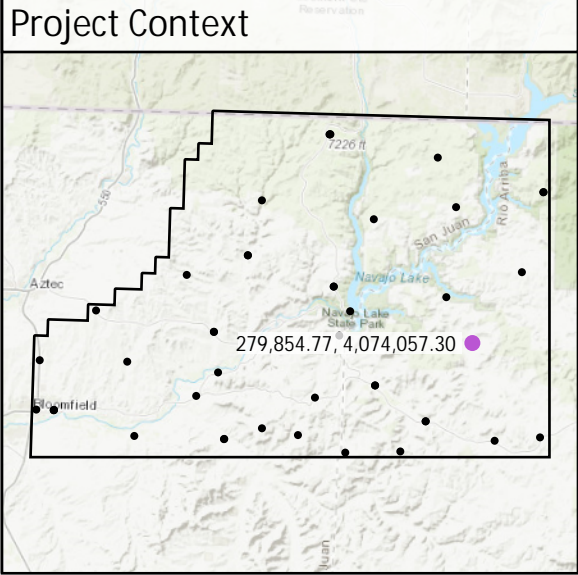 Project Context
Reservation
7226 ft
550
Rio Arriba
San Juan
Aztec
Navajo Lake
Navajo Lake
State Park
279,854.77, 4,074,057.30
Bloomfield